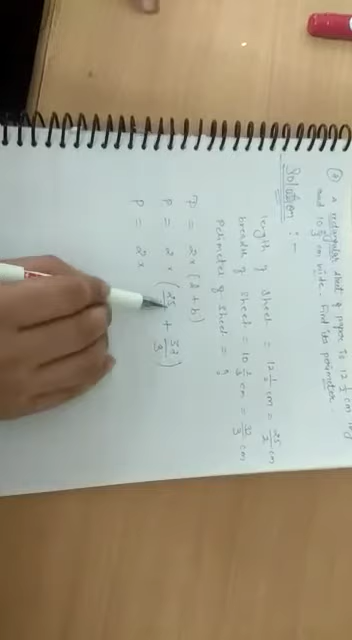 (3) A rectangular sheet of paper is 12 1/2 cm long
and 10 2/3 cm wide. Find its perimeter.
Solution :-
length of sheet = 12 1/2 cm = 25/2 cm
breadth of sheet = 10 2/3 cm = 32/3 cm
perimeter of sheet = ?
P = 2 × (l + b)
P = 2 × (25/2 + 32/3)
P = 2 ×